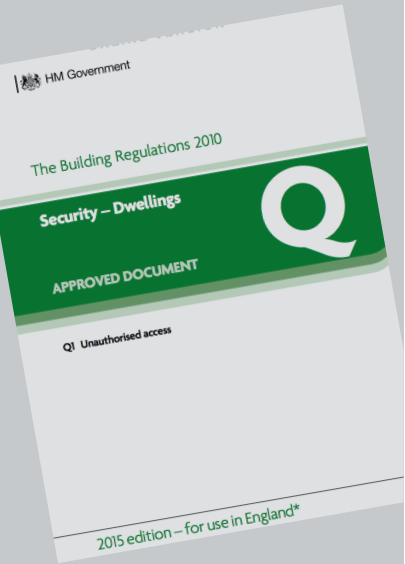 HM Government
The Building Regulations 2010
Security – Dwellings
Q
APPROVED DOCUMENT
Q1 Unauthorised access
2015 edition – for use in England*